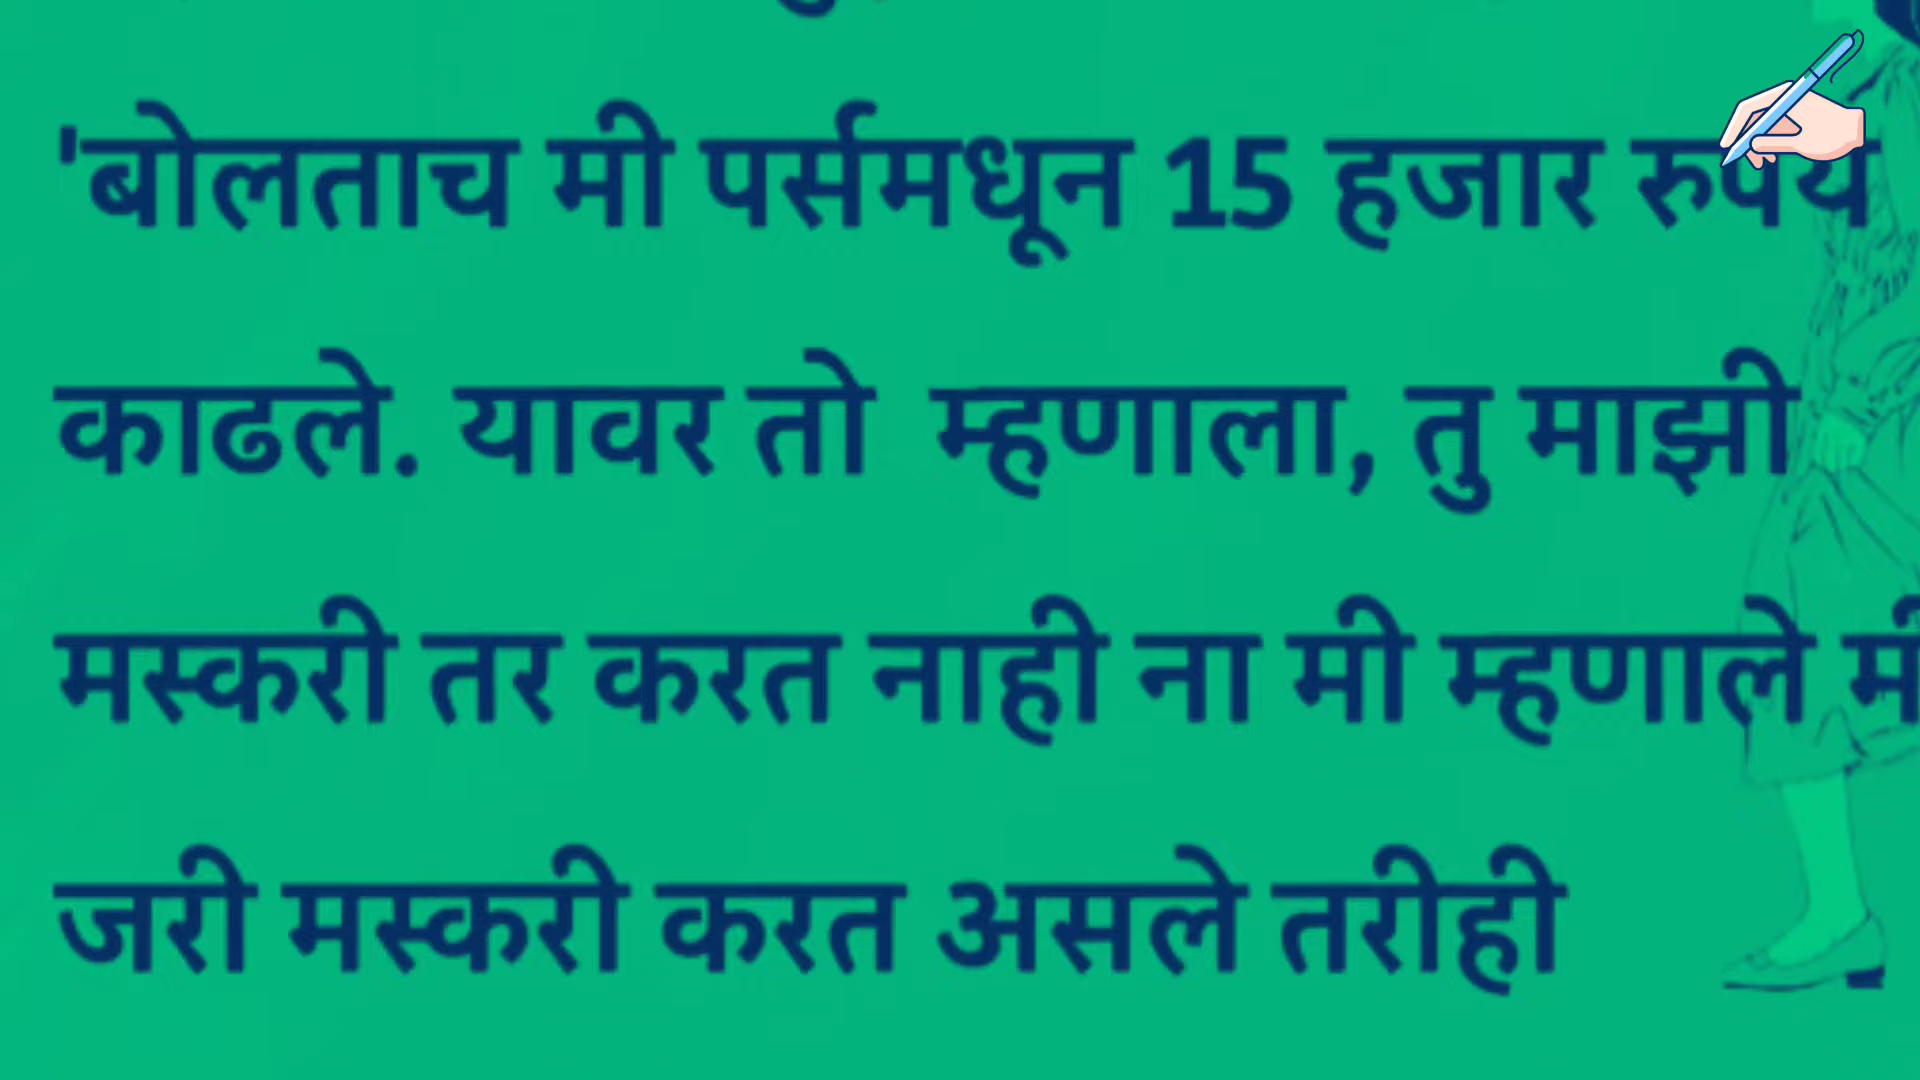 'बोलताच मी पर्समधून 15 हजार रुपये
काढले. यावर तो म्हणाला, तु माझी
मस्करी तर करत नाही ना मी म्हणाले मी
जरी मस्करी करत असले तरीही